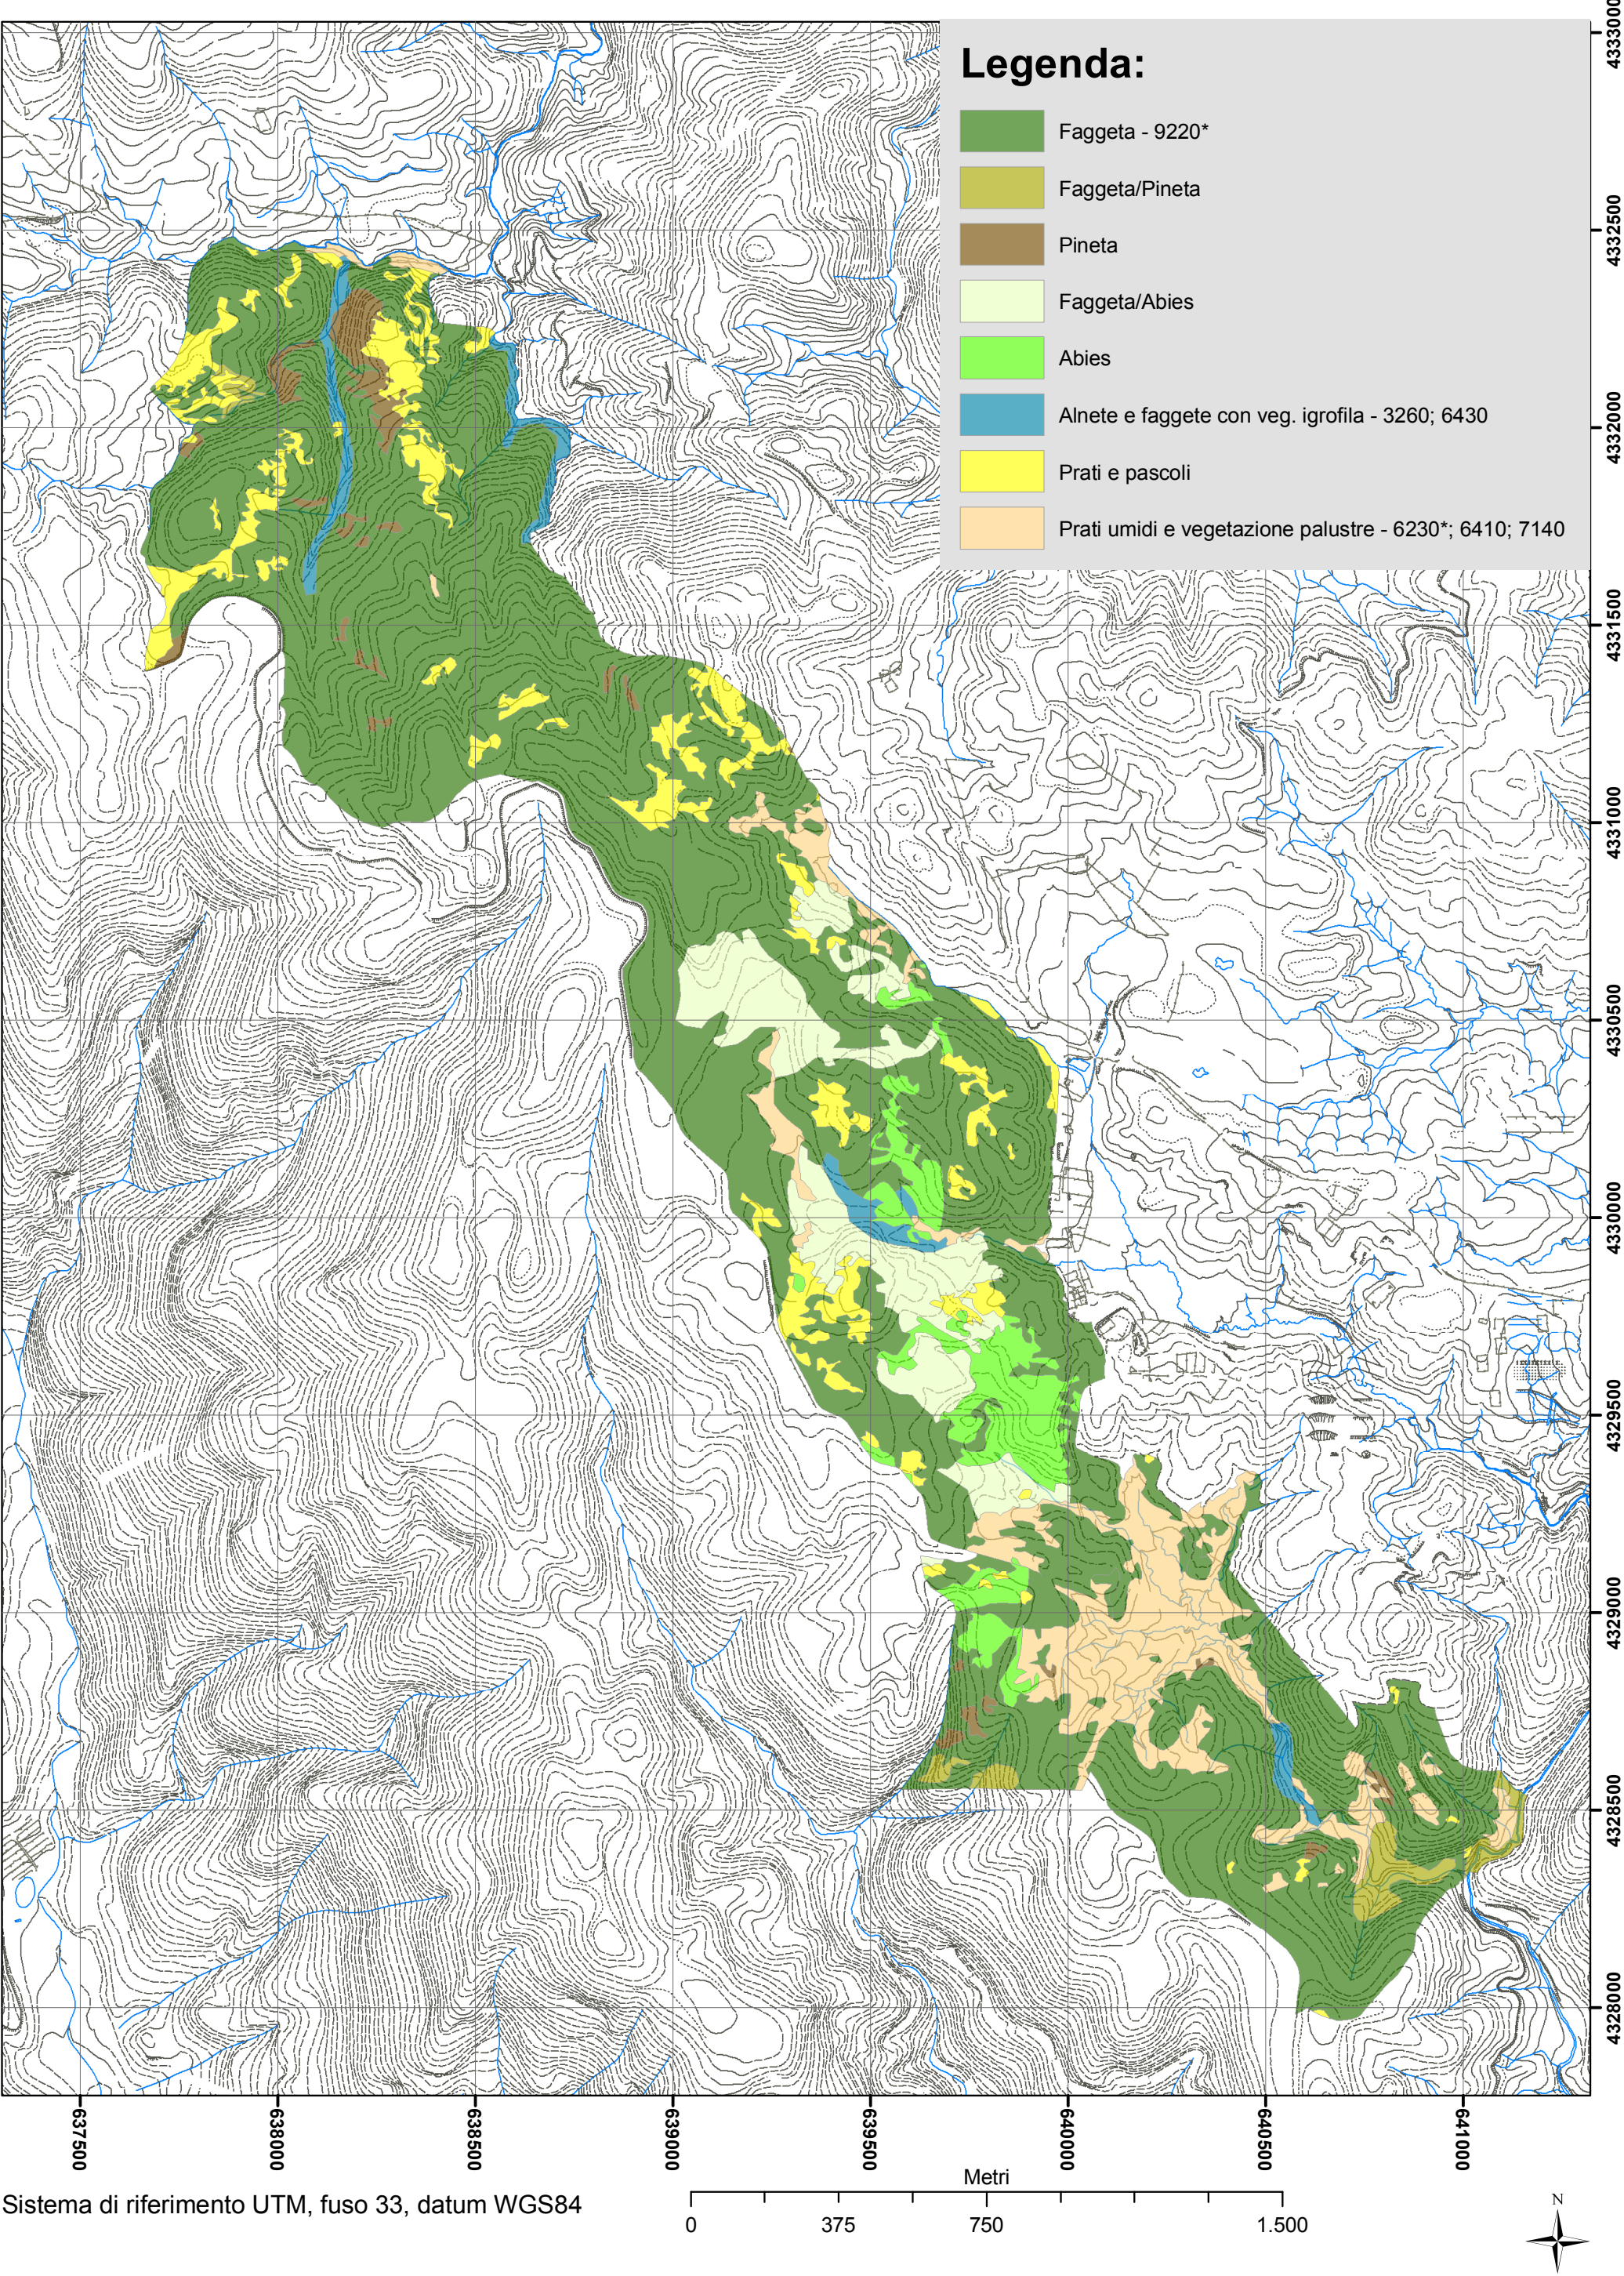 Legenda:
Faggeta - 9220*
Faggeta/Pineta
Pineta
Faggeta/Abies
Abies
Alnete e faggete con veg. igrofila - 3260; 6430
Prati e pascoli
Prati umidi e vegetazione palustre - 6230*; 6410; 7140
4333000
4332500
4332000
4331500
4331000
4330500
4330000
4329500
4329000
4328500
4328000
637500
638000
638500
639000
639500
640000
640500
641000
Metri
0
375
750
1.500
Sistema di riferimento UTM, fuso 33, datum WGS84
N